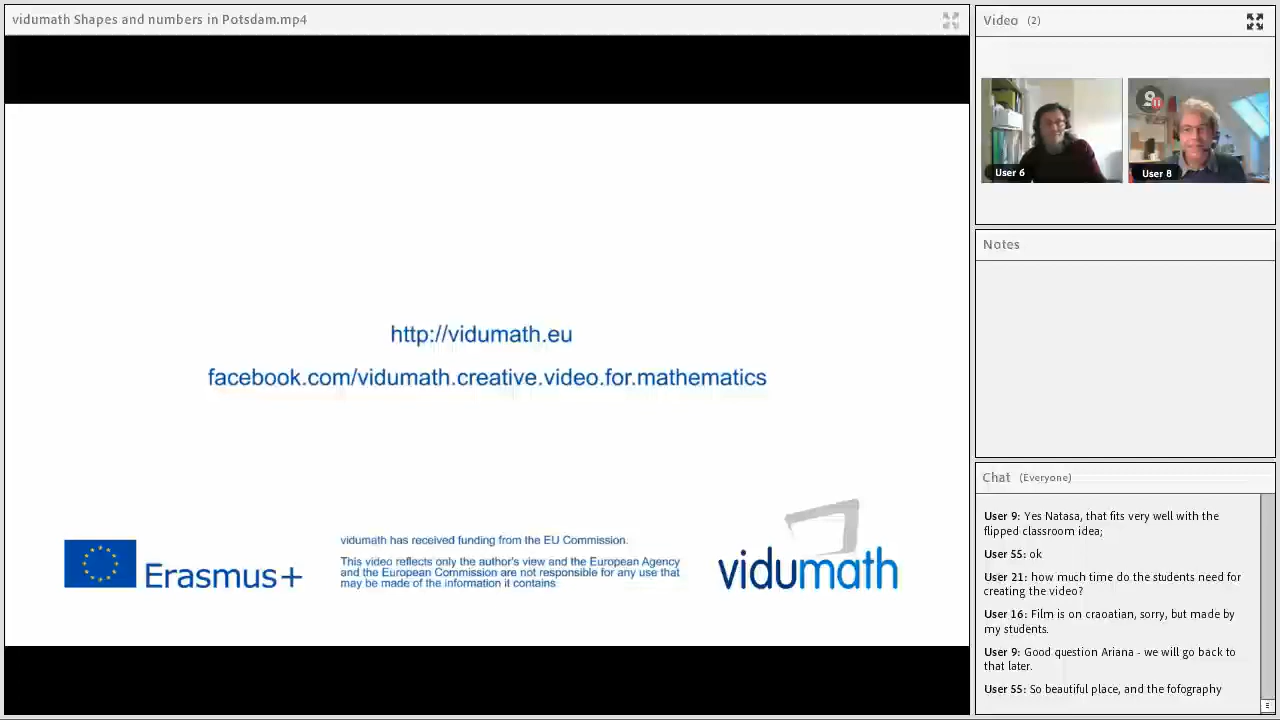 vidumath Shapes and numbers in Potsdam.mp4
http://vidumath.eu
facebook.com/vidumath.creative.video.for.mathematics
Erasmus+
vidumath has received funding from the EU Commission.
This video reflects only the author's view and the European Agency
and the European Commission are not responsible for any use that
may be made of the information it contains
vidumath
Video (2)
User 6
User 8
Notes
Chat (Everyone)
User 9: Yes Natasa, that fits very well with the
flipped classroom idea;
User 55: ok
User 21: how much time dothe students need for
creating the video?
User 16: Film is on craoatian, sorry, but made by
my students.
User 9: Good question Ariana - we will go back to
that later.
User 55: So beautiful place, and the fofography